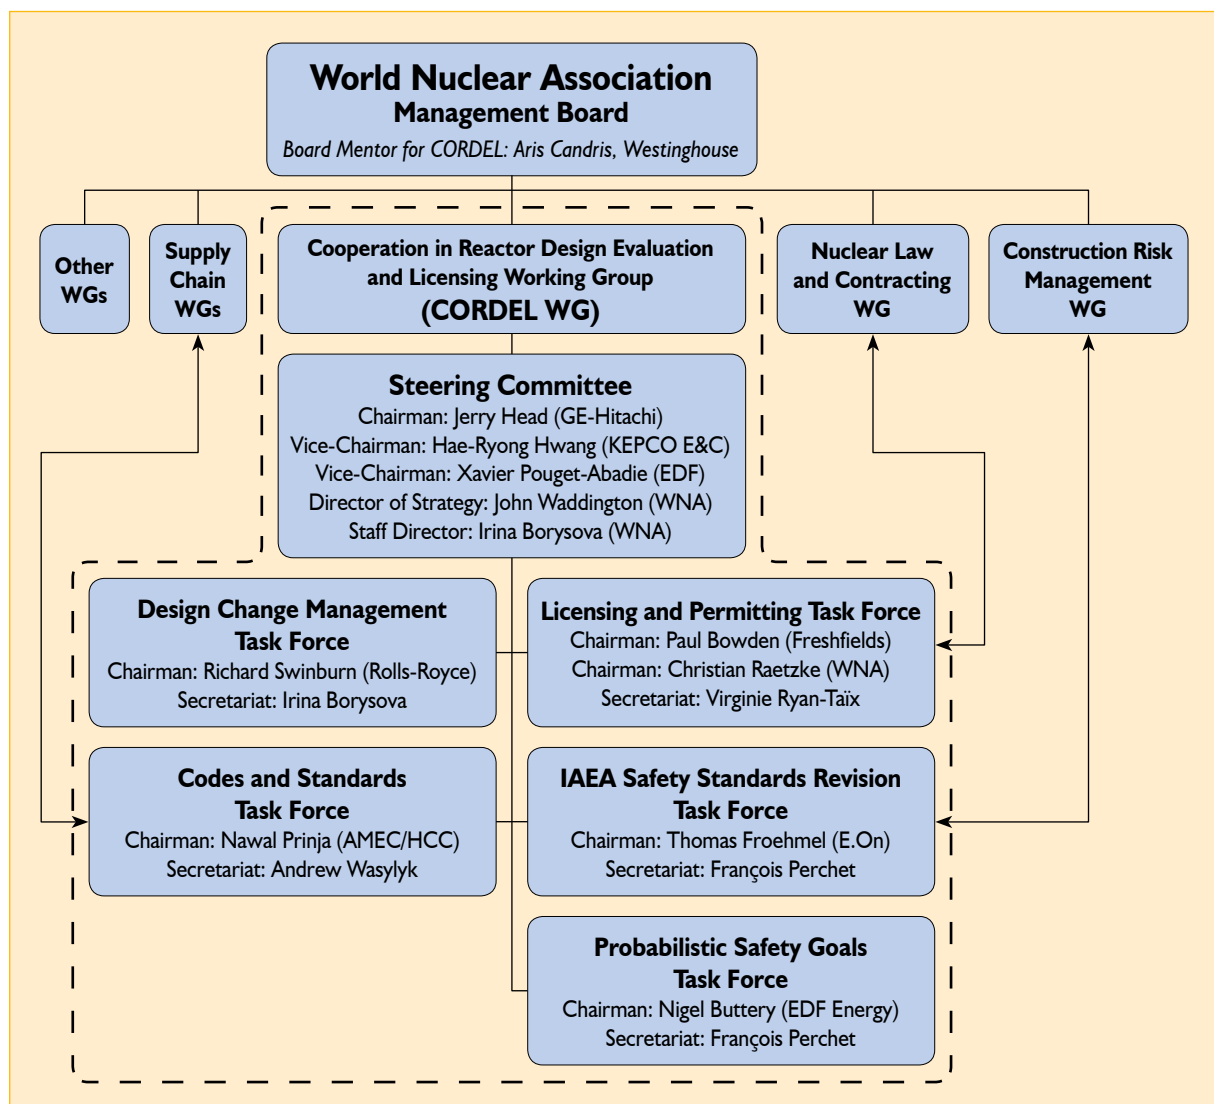 World Nuclear Association
Management Board
Board Mentor for CORDEL: Aris Candris, Westinghouse
Other
WGs
Supply
Chain
WGs
Cooperation in Reactor Design Evaluation
and Licensing Working Group
(CORDEL WG)
Nuclear Law
and Contracting
WG
Construction Risk
Management
WG
Steering Committee
Chairman: Jerry Head (GE-Hitachi)
Vice-Chairman: Hae-Ryong Hwang (KEPCO E&C)
Vice-Chairman: Xavier Pouget-Abadie (EDF)
Director of Strategy: John Waddington (WNA)
Staff Director: Irina Borysova (WNA)
Design Change Management
Task Force
Chairman: Richard Swinburn (Rolls-Royce)
Secretariat: Irina Borysova
Licensing and Permitting Task Force
Chairman: Paul Bowden (Freshfields)
Chairman: Christian Raetzke (WNA)
Secretariat: Virginie Ryan-Taïx
Codes and Standards
Task Force
Chairman: Nawal Prinja (AMEC/HCC)
Secretariat: Andrew Wasylyk
IAEA Safety Standards Revision
Task Force
Chairman: Thomas Froehmel (E.On)
Secretariat: François Perchet
Probabilistic Safety Goals
Task Force
Chairman: Nigel Buttery (EDF Energy)
Secretariat: François Perchet